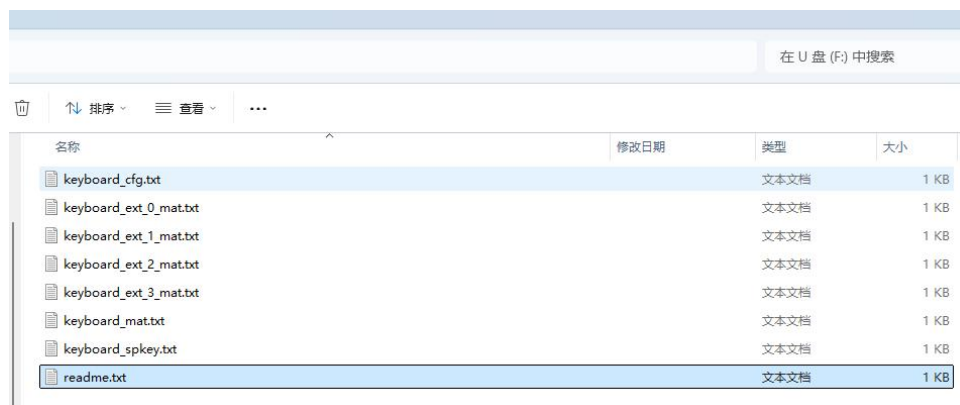 在 U 盘 (F:) 中搜索
排序 查看 ...
名称 修改日期 类型 大小
keyboard_cfg.txt 文本文档 1 KB
keyboard_ext_0_mat.txt 文本文档 1 KB
keyboard_ext_1_mat.txt 文本文档 1 KB
keyboard_ext_2_mat.txt 文本文档 1 KB
keyboard_ext_3_mat.txt 文本文档 1 KB
keyboard_mat.txt 文本文档 1 KB
keyboard_spkey.txt 文本文档 1 KB
readme.txt 文本文档 1 KB